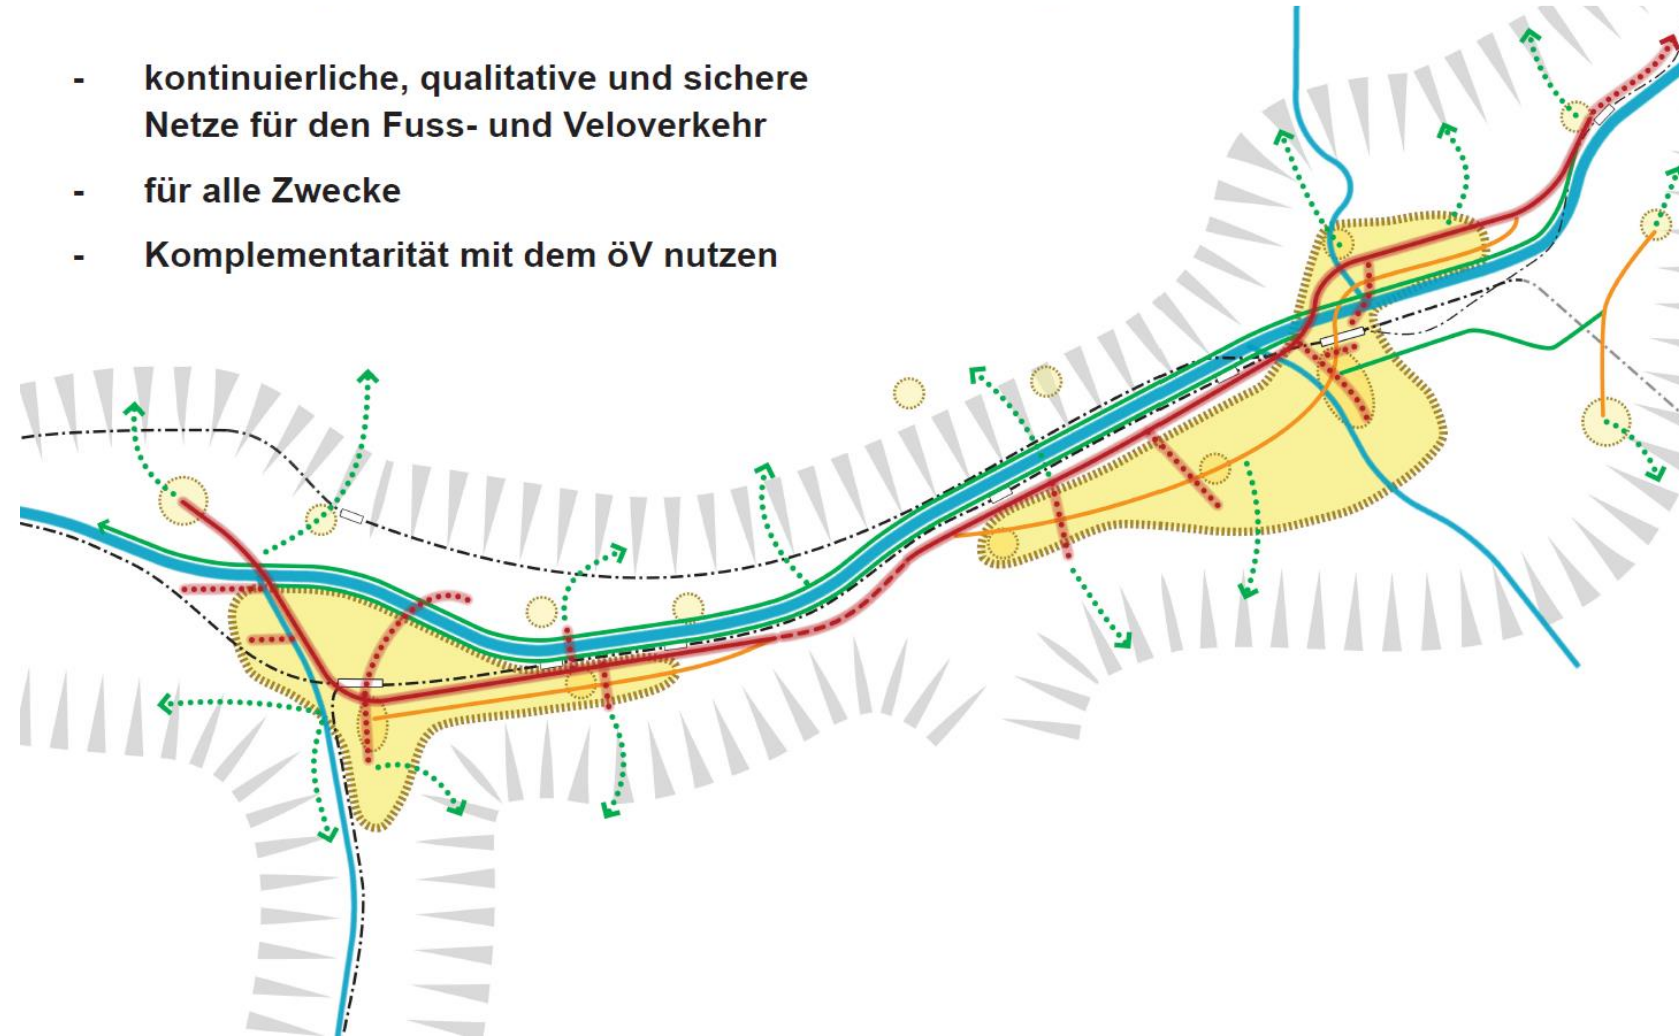 - kontinuierliche, qualitative und sichere
Netze für den Fuss- und Veloverkehr
- für alle Zwecke
- Komplementarität mit dem öV nutzen